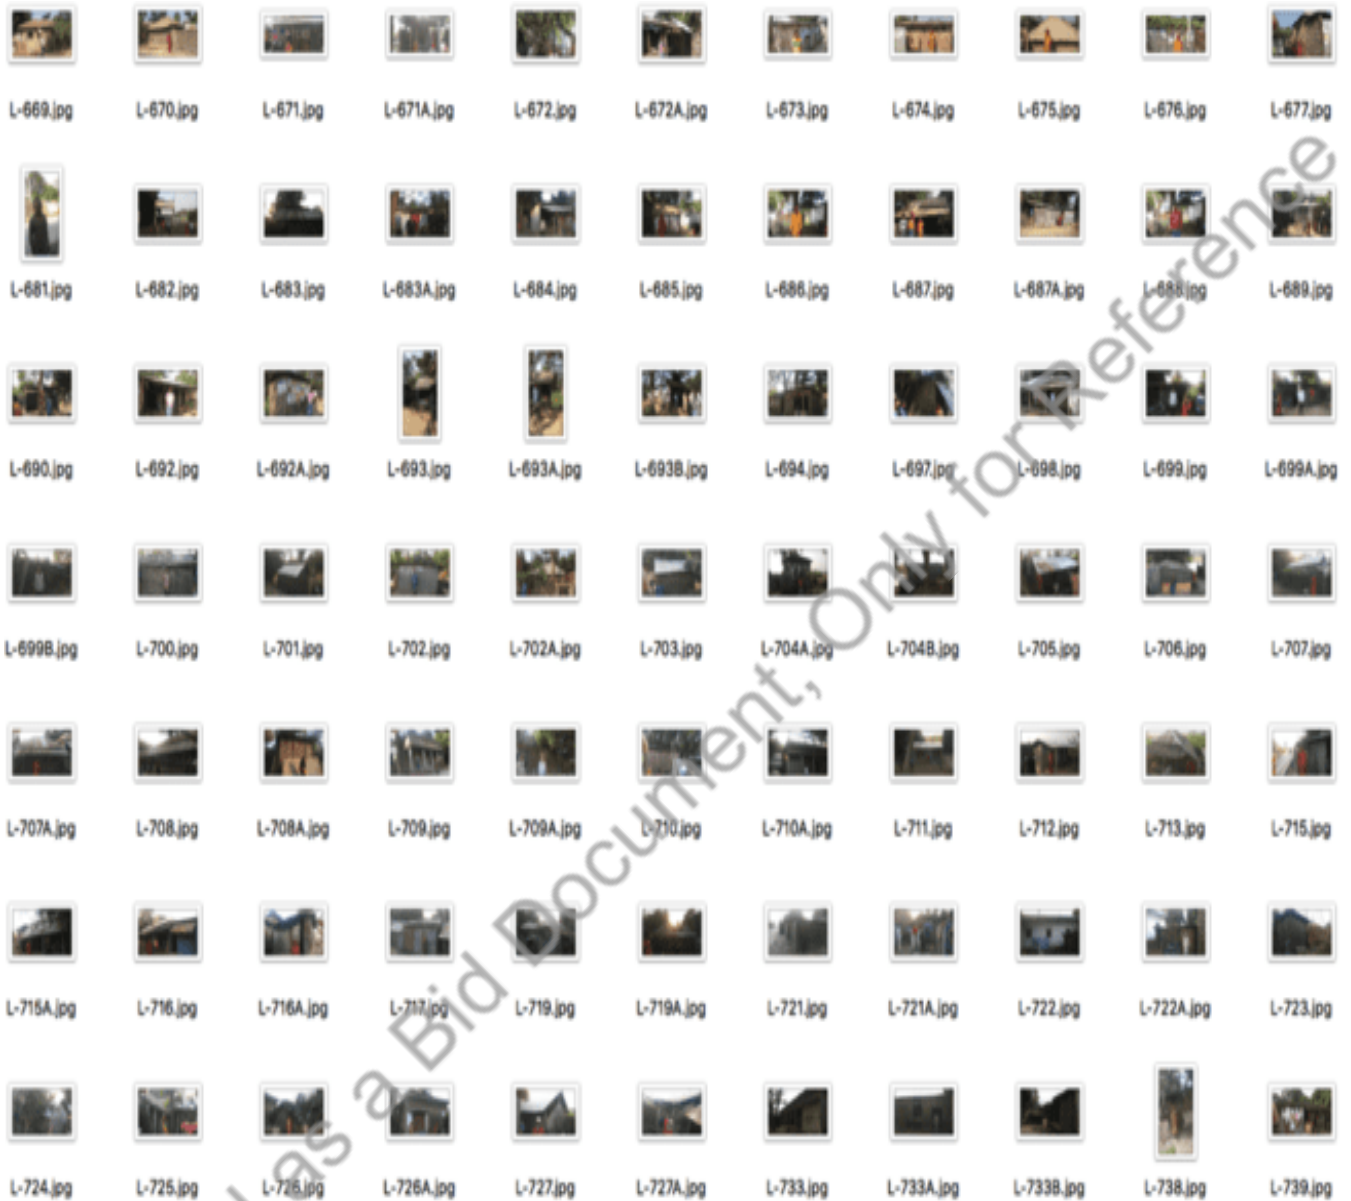 L-669.jpg L-670.jpg L-671.jpg L-671A.jpg L-672.jpg L-672A.jpg L-673.jpg L-674.jpg L-675.jpg L-676.jpg L-677.jpg
L-681.jpg L-682.jpg L-683.jpg L-683A.jpg L-684.jpg L-685.jpg L-686.jpg L-687.jpg L-687A.jpg L-688.jpg L-689.jpg
L-690.jpg L-692.jpg L-692A.jpg L-693.jpg L-693A.jpg L-693B.jpg L-694.jpg L-697.jpg L-698.jpg L-699.jpg L-699A.jpg
L-699B.jpg L-700.jpg L-701.jpg L-702.jpg L-702A.jpg L-703.jpg L-704A.jpg L-704B.jpg L-705.jpg L-706.jpg L-707.jpg
L-707A.jpg L-708.jpg L-708A.jpg L-709.jpg L-709A.jpg L-710.jpg L-710A.jpg L-711.jpg L-712.jpg L-713.jpg L-715.jpg
L-715A.jpg L-716.jpg L-716A.jpg L-717.jpg L-719.jpg L-719A.jpg L-721.jpg L-721A.jpg L-722.jpg L-722A.jpg L-723.jpg
L-724.jpg L-725.jpg L-726.jpg L-726A.jpg L-727.jpg L-727A.jpg L-733.jpg L-733A.jpg L-733B.jpg L-738.jpg L-739.jpg
as a Bid Document, Only for Reference